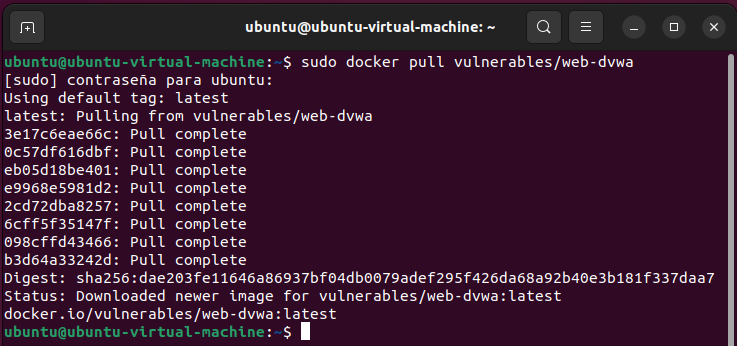 ubuntu@ubuntu-virtual-machine: ~
ubuntu@ubuntu-virtual-machine:~$ sudo docker pull vulnerables/web-dvwa
[sudo] contraseña para ubuntu:
Using default tag: latest
latest: Pulling from vulnerables/web-dvwa
3e17c6eae66c: Pull complete
0c57df616dbf: Pull complete
eb05d18be401: Pull complete
e9968e5981d2: Pull complete
2cd72dba8257: Pull complete
6cff5f35147f: Pull complete
098cffd43466: Pull complete
b3d64a33242d: Pull complete
Digest: sha256:dae203fe11646a86937bf04db0079adef295f426da68a92b40e3b181f337daa7
Status: Downloaded newer image for vulnerables/web-dvwa:latest
docker.io/vulnerables/web-dvwa:latest
ubuntu@ubuntu-virtual-machine:~$